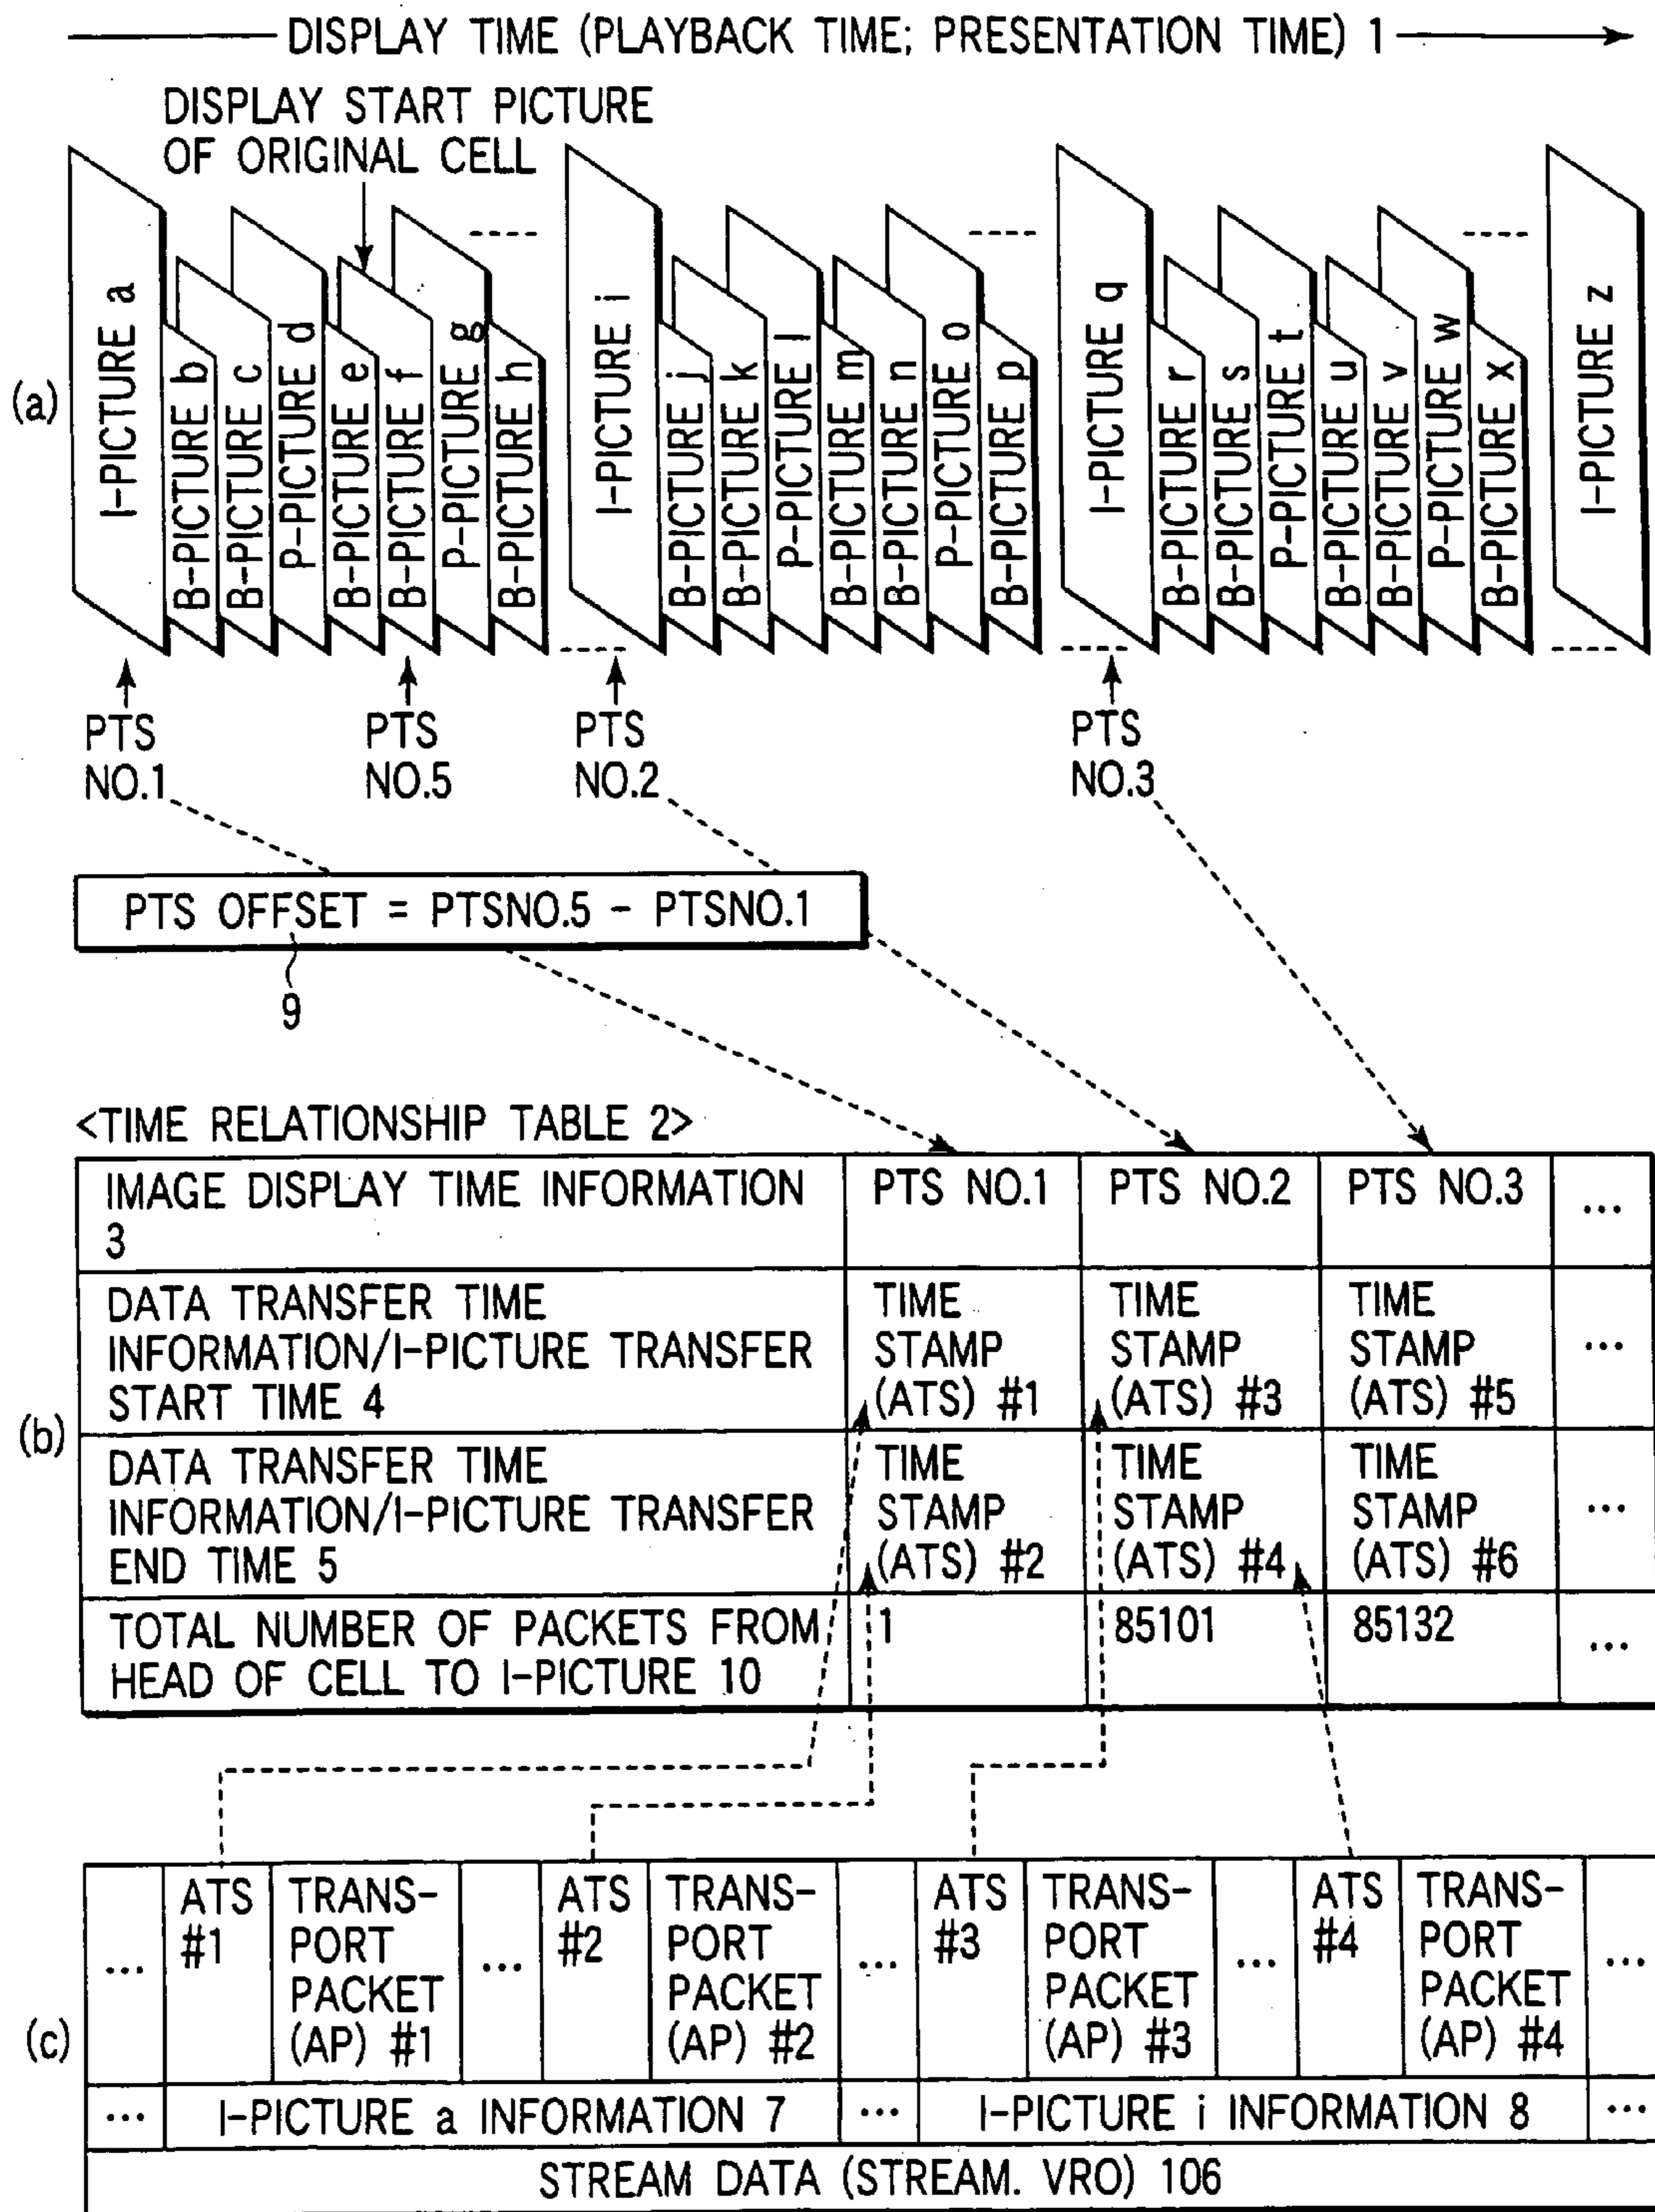 DISPLAY TIME (PLAYBACK TIME; PRESENTATION TIME) 1
DISPLAY START PICTURE
OF ORIGINAL CELL
(a)
I-PICTURE a
B-PICTURE b
B-PICTURE c
P-PICTURE d
B-PICTURE e
B-PICTURE f
P-PICTURE g
B-PICTURE h
I-PICTURE i
B-PICTURE j
B-PICTURE k
P-PICTURE l
B-PICTURE m
B-PICTURE n
P-PICTURE o
B-PICTURE p
I-PICTURE q
B-PICTURE r
B-PICTURE s
P-PICTURE t
B-PICTURE u
B-PICTURE v
P-PICTURE w
B-PICTURE x
I-PICTURE z
PTS
NO.1
PTS
NO.5
PTS
NO.2
PTS
NO.3
PTS OFFSET = PTSNO.5 - PTSNO.1
9
<TIME RELATIONSHIP TABLE 2>
(b)
IMAGE DISPLAY TIME INFORMATION
3
PTS NO.1
PTS NO.2
PTS NO.3
...
DATA TRANSFER TIME
INFORMATION/I-PICTURE TRANSFER
START TIME 4
TIME
STAMP
(ATS) #1
TIME
STAMP
(ATS) #3
TIME
STAMP
(ATS) #5
...
DATA TRANSFER TIME
INFORMATION/I-PICTURE TRANSFER
END TIME 5
TIME
STAMP
(ATS) #2
TIME
STAMP
(ATS) #4
TIME
STAMP
(ATS) #6
...
TOTAL NUMBER OF PACKETS FROM
HEAD OF CELL TO I-PICTURE 10
1
85101
85132
...
(c)
...
ATS
#1
TRANS-
PORT
PACKET
(AP) #1
...
ATS
#2
TRANS-
PORT
PACKET
(AP) #2
...
ATS
#3
TRANS-
PORT
PACKET
(AP) #3
...
ATS
#4
TRANS-
PORT
PACKET
(AP) #4
...
... I-PICTURE a INFORMATION 7 ... I-PICTURE i INFORMATION 8 ...
STREAM DATA (STREAM. VRO) 106